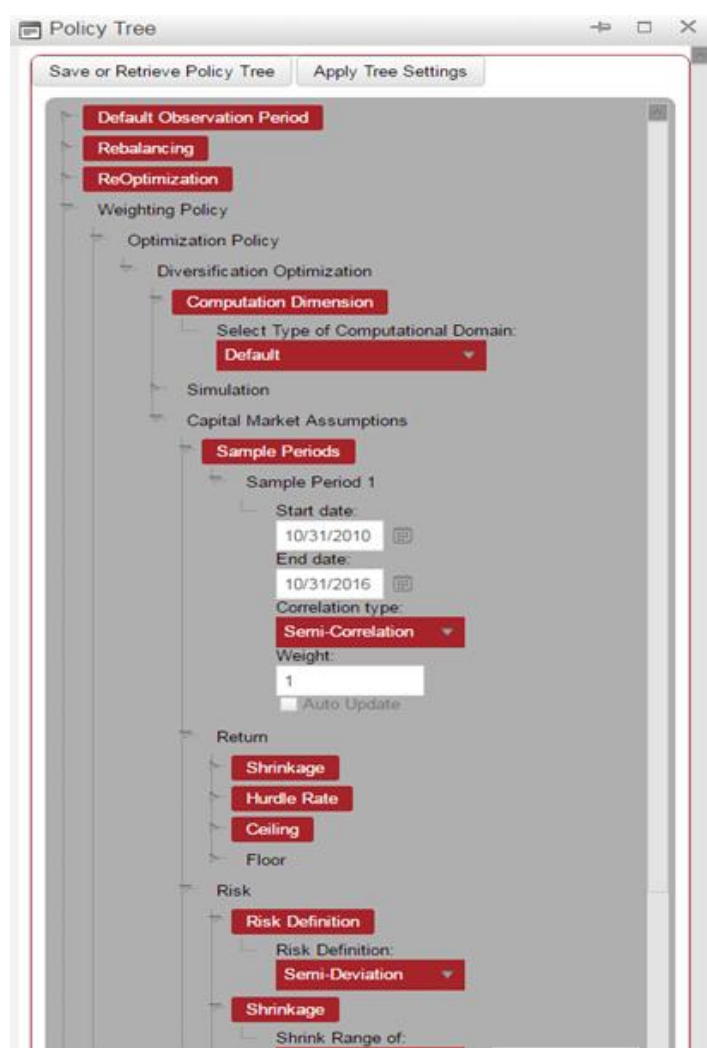 Policy Tree
Save or Retrieve Policy Tree Apply Tree Settings
Default Observation Period
Rebalancing
ReOptimization
Weighting Policy
Optimization Policy
Diversification Optimization
Computation Dimension
Select Type of Computational Domain:
Default
Simulation
Capital Market Assumptions
Sample Periods
Sample Period 1
Start date:
10/31/2010
End date:
10/31/2016
Correlation type:
Semi-Correlation
Weight:
1
Auto Update
Return
Shrinkage
Hurdle Rate
Ceiling
Floor
Risk
Risk Definition
Risk Definition:
Semi-Deviation
Shrinkage
Shrink Range of: